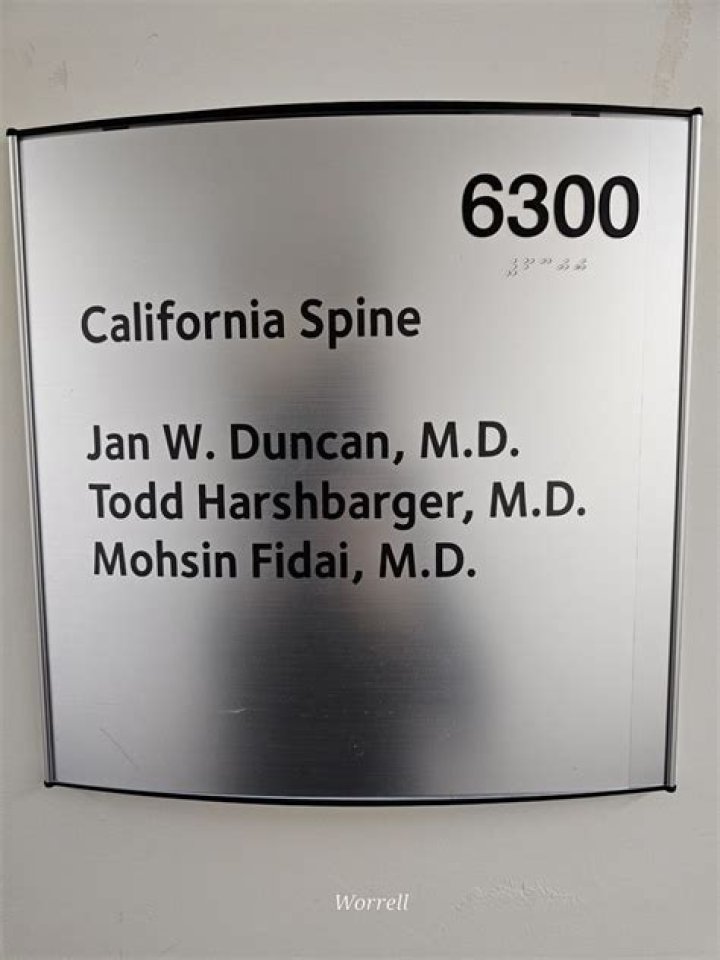 6300
California Spine
Jan W. Duncan, M.D.
Todd Harshbarger, M.D.
Mohsin Fidai, M.D.
Worrell